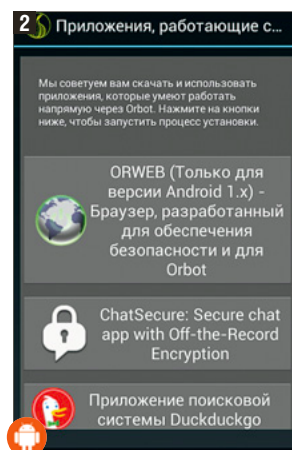 2
Приложения, работающие с...
Мы советуем вам скачать и использовать
приложения, которые умеют работать
напрямую через Orbot. Нажмите на кнопки
ниже, чтобы запустить процесс установки.
ORWEB (Только для
версии Android 1.x) -
Браузер, разработанный
для обеспечения
безопасности и для
Orbot
ChatSecure: Secure chat
app with Off-the-Record
Encryption
Приложение поисковой
системы Duckduckgo